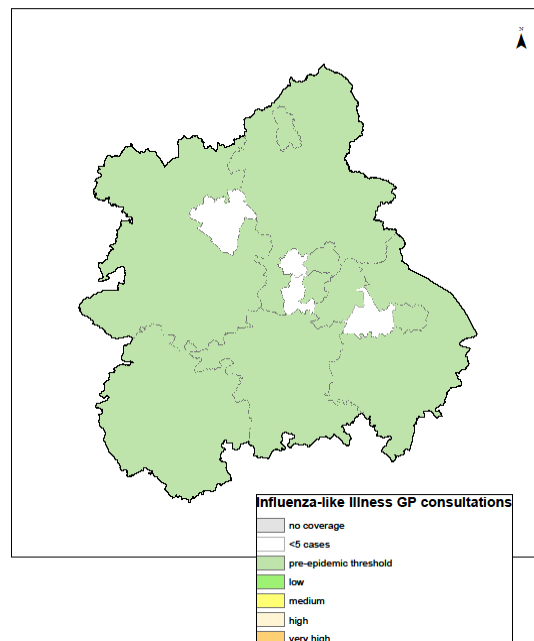 N
Influenza-like Illness GP consultations
no coverage
<5 cases
pre-epidemic threshold
low
medium
high
very high